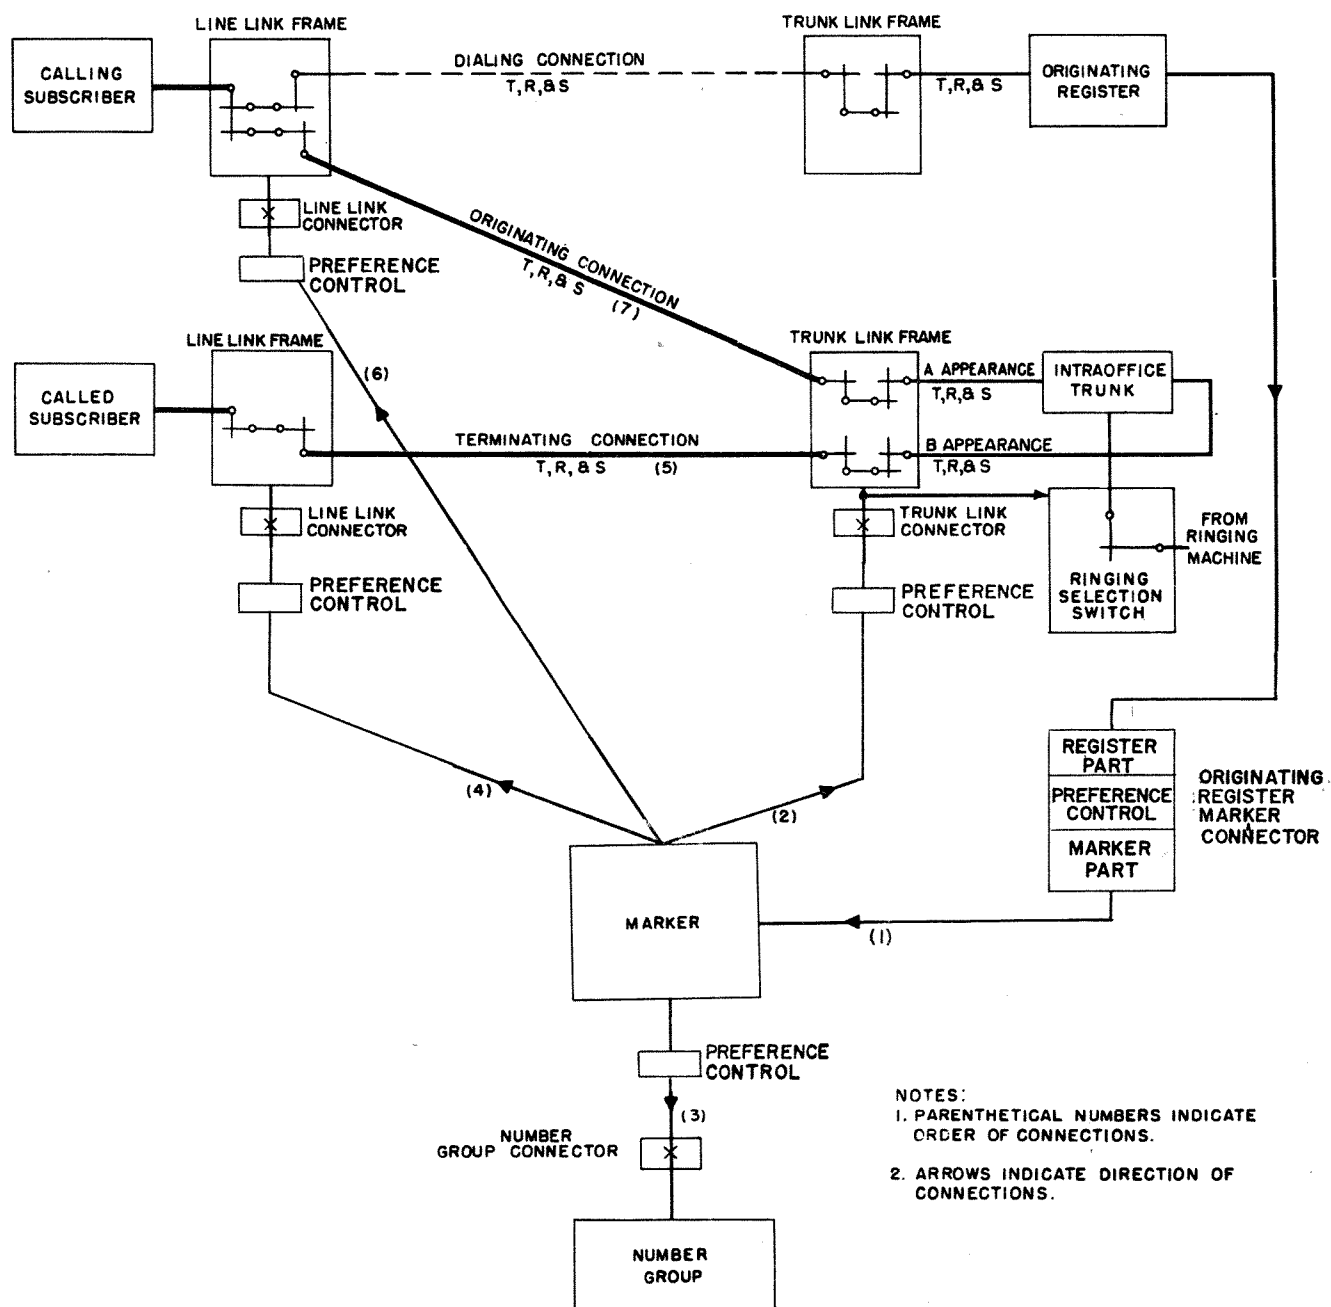 LINE LINK FRAME
TRUNK LINK FRAME
CALLING
SUBSCRIBER
DIALING CONNECTION
T,R,& S
T,R,& S
ORIGINATING
REGISTER
LINE LINK
CONNECTOR
PREFERENCE
CONTROL
ORIGINATING CONNECTION
T, R, & S (7)
LINE LINK FRAME
TRUNK LINK FRAME
(6)
CALLED
SUBSCRIBER
A APPEARANCE
T,R,& S
INTRAOFFICE
TRUNK
TERMINATING CONNECTION
T, R, & S (5)
B APPEARANCE
T,R,& S
LINE LINK
CONNECTOR
TRUNK LINK
CONNECTOR
FROM
RINGING
MACHINE
PREFERENCE
CONTROL
PREFERENCE
CONTROL
RINGING
SELECTION
SWITCH
REGISTER
PART
PREFERENCE
CONTROL
MARKER
PART
ORIGINATING
REGISTER
MARKER
CONNECTOR
(4)
(2)
MARKER
(1)
PREFERENCE
CONTROL
(3)
NUMBER
GROUP CONNECTOR
NUMBER
GROUP
NOTES:
1. PARENTHETICAL NUMBERS INDICATE
ORDER OF CONNECTIONS.
2. ARROWS INDICATE DIRECTION OF
CONNECTIONS.